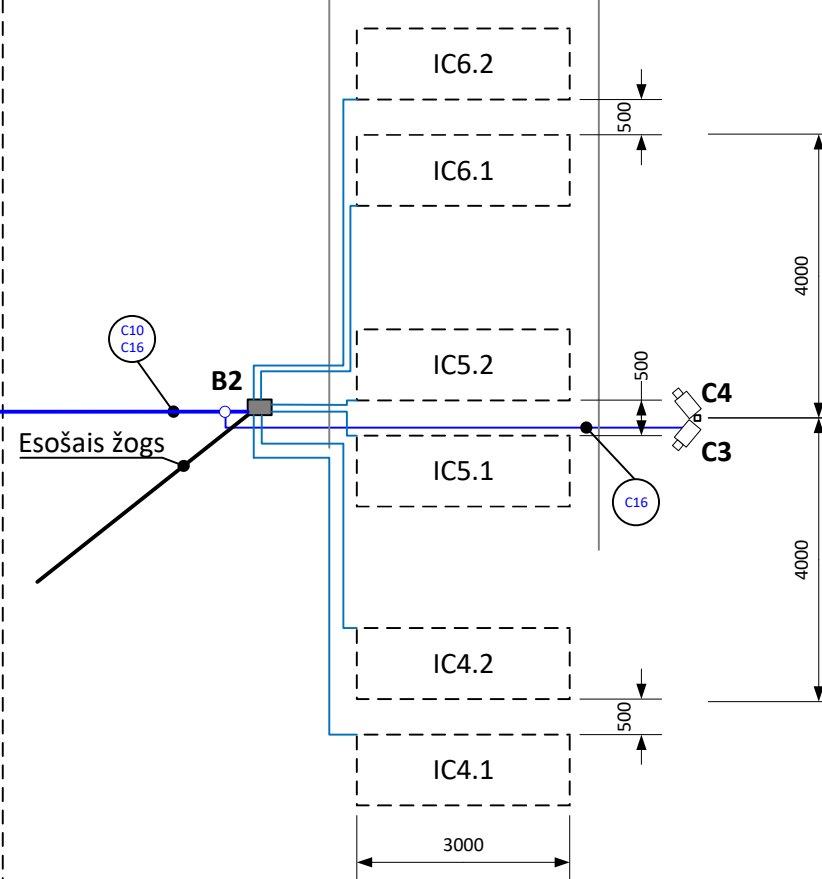 IC6.2
500
IC6.1
4000
C10
C16
B2
IC5.2
500
C4
Esošais žogs
C3
IC5.1
C16
4000
IC4.2
500
IC4.1
3000